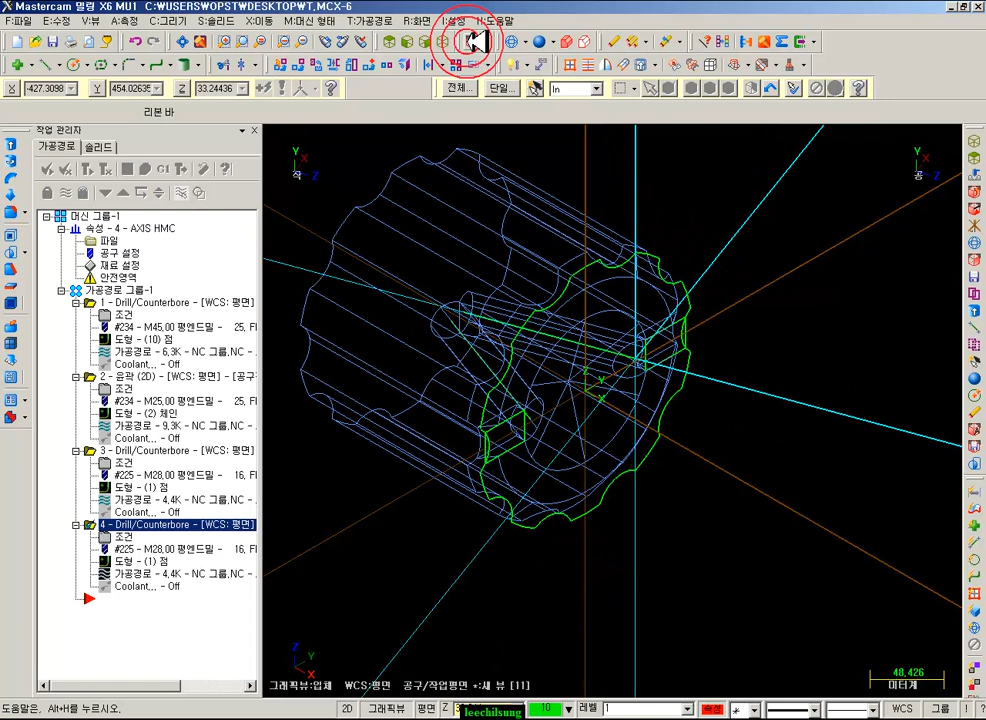 Mastercam 밀링 X6 MU1  C:₩USERS₩OPST₩DESKTOP₩T,MCX-6
F:파일 E:수정 V:뷰 A:측정 C:그리기 S:솔리드 X:이동 M:머신 형태 T:가공경로 R:화면 I:설정 H:도움말
X -427.3098 Y 454.02635 Z 33.24436 전체... 단일... In
리본 바
작업 관리자
가공경로 솔리드
G1
머신 그룹-1
속성 - 4 - AXIS HMC
파일
공구 설정
재료 설정
안전영역
가공경로 그룹-1
1 - Drill/Counterbore - [WCS: 평면]
조건
#234 - M45,00 평엔드밀 - 25, Fl
도형 - (10) 점
가공경로 - 6,3K - NC 그룹,NC -
Coolant,,, - Off
2 - 윤곽 (2D) - [WCS: 평면] - [공구
조건
#234 - M25,00 평엔드밀 - 25, Fl
도형 - (2) 체인
가공경로 - 9,3K - NC 그룹,NC -
Coolant,,, - Off
3 - Drill/Counterbore - [WCS: 평면]
조건
#225 - M28,00 평엔드밀 - 16, Fl
도형 - (1) 점
가공경로 - 4,4K - NC 그룹,NC -
Coolant,,, - Off
4 - Drill/Counterbore - [WCS: 평면]
조건
#225 - M28,00 평엔드밀 - 16, Fl
도형 - (1) 점
가공경로 - 4,4K - NC 그룹,NC -
Coolant,,, - Off
Y X Z 작
Y X Z 공
Z Y X
그래픽뷰:입체 WCS:평면 공구/작업평면 *:새 뷰 [11]
48,426
미터계
도움말은, Alt+H를 누르시오.
2D 그래픽뷰 평면 Z 10 레벨 1 속성 WCS 그룹 ! ?
leechilsung